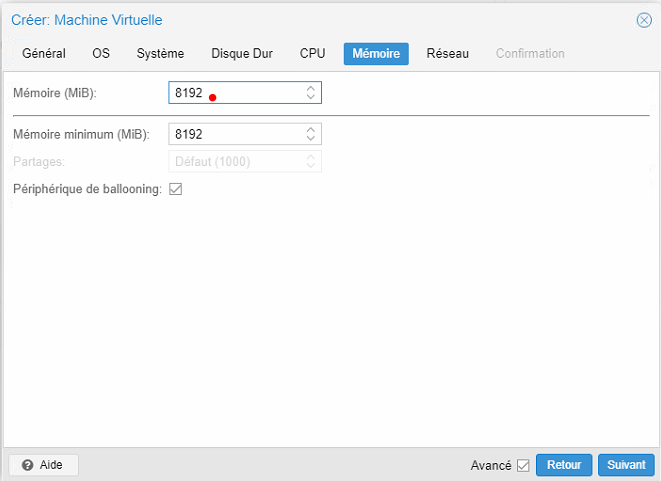 Créer: Machine Virtuelle
Général OS Système Disque Dur CPU Mémoire Réseau Confirmation
Mémoire (MiB): 8192
Mémoire minimum (MiB): 8192
Partages: Défaut (1000)
Périphérique de ballooning:
Aide Avancé Retour Suivant